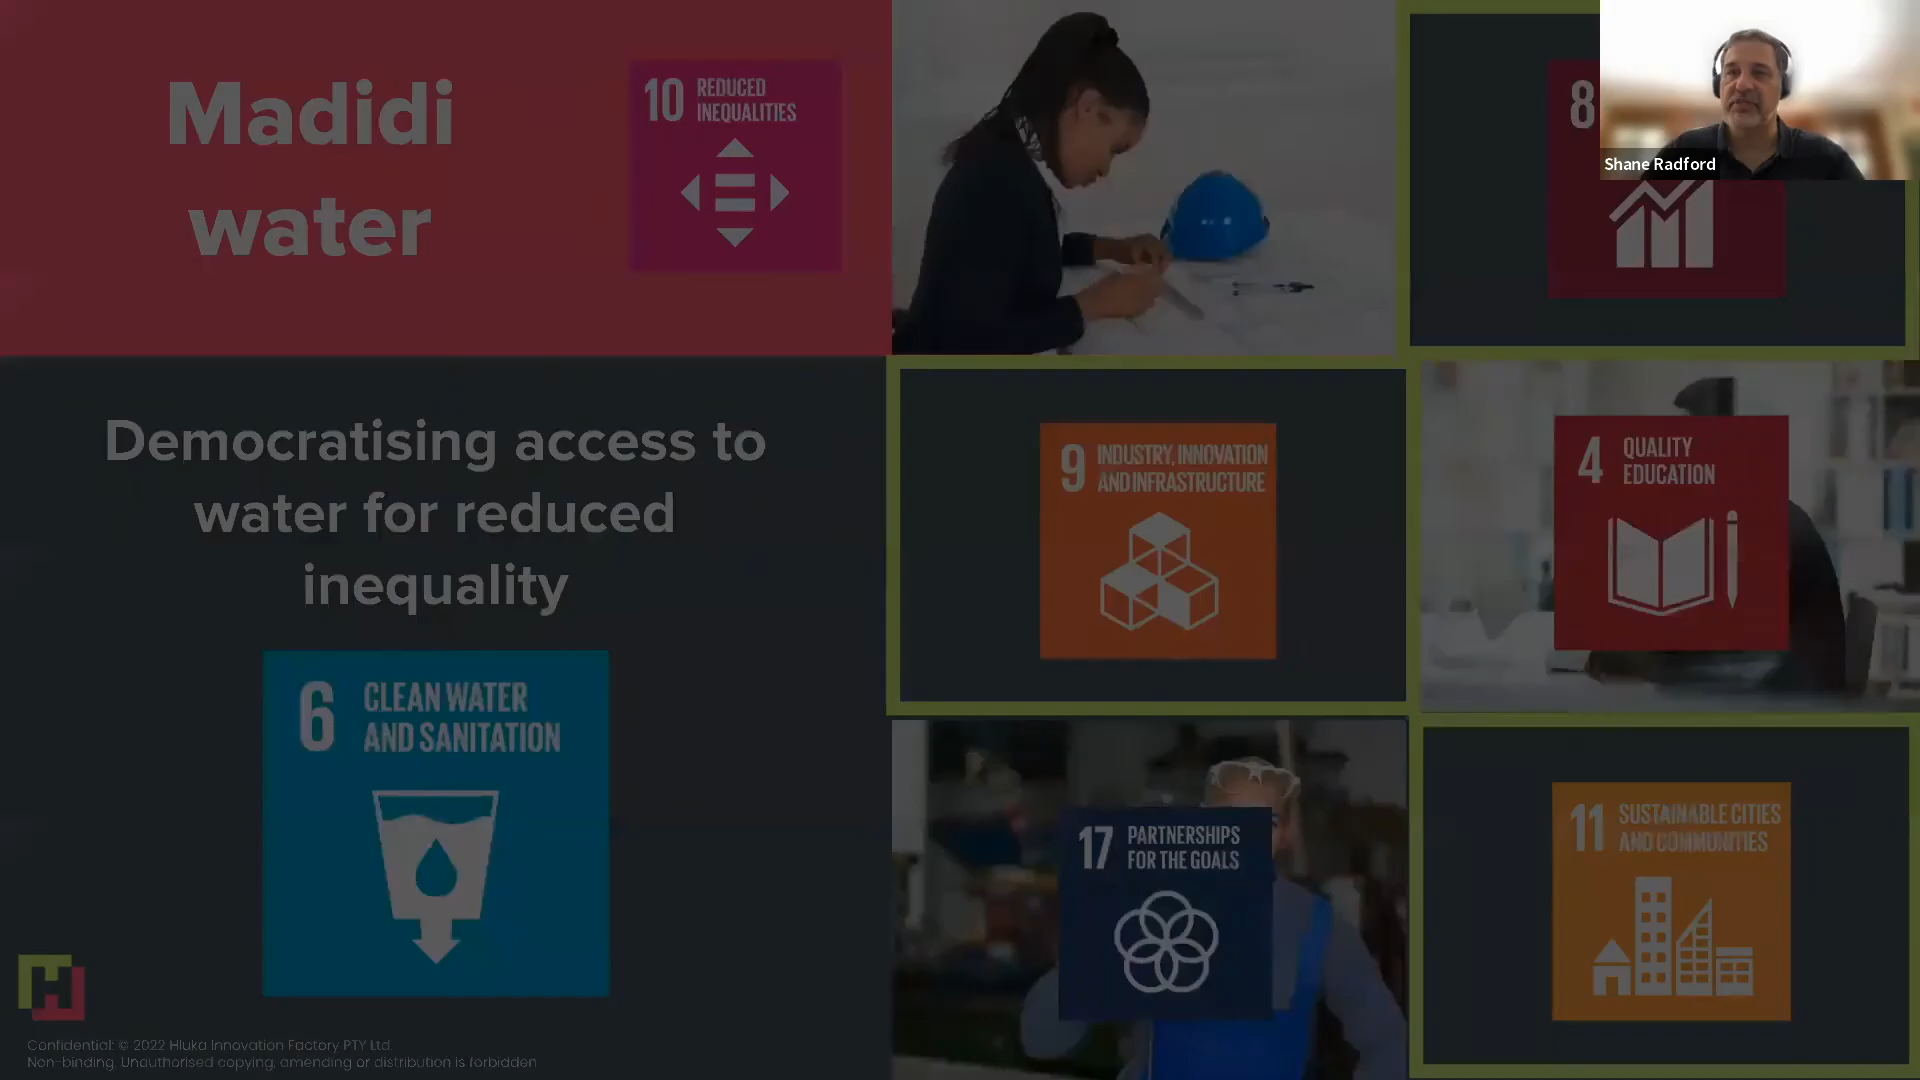 Madidi
water
10 REDUCED
INEQUALITIES
8
Shane Radford
Democratising access to
water for reduced
inequality
9 INDUSTRY, INNOVATION
AND INFRASTRUCTURE
4 QUALITY
EDUCATION
6 CLEAN WATER
AND SANITATION
17 PARTNERSHIPS
FOR THE GOALS
11 SUSTAINABLE CITIES
AND COMMUNITIES
H
Confidential: © 2022 Hluka Innovation Factory PTY Ltd.
Non-binding, Unauthorised copying, amending or distribution is forbidden